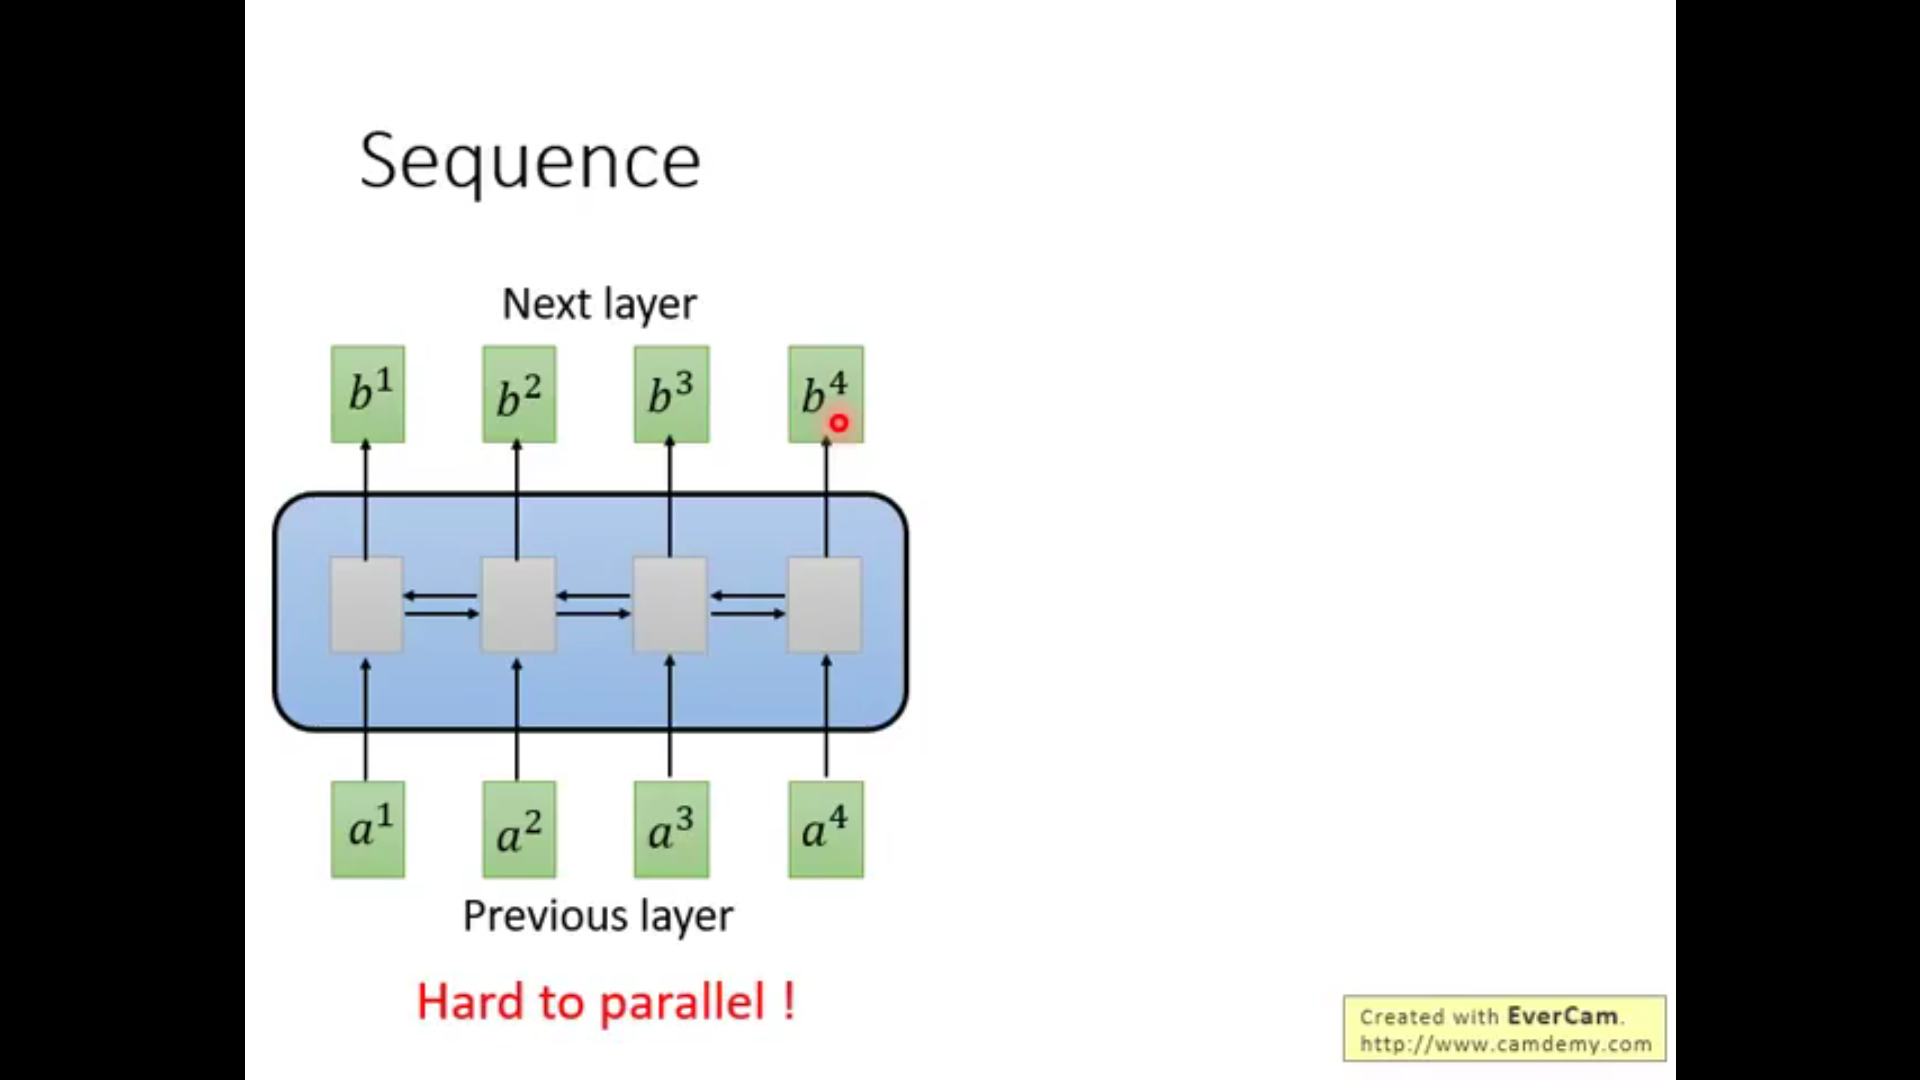 Sequence
Next layer
b¹ b² b³ b⁴
a¹ a² a³ a⁴
Previous layer
Hard to parallel !
Created with EverCam.
http://www.camdemy.com